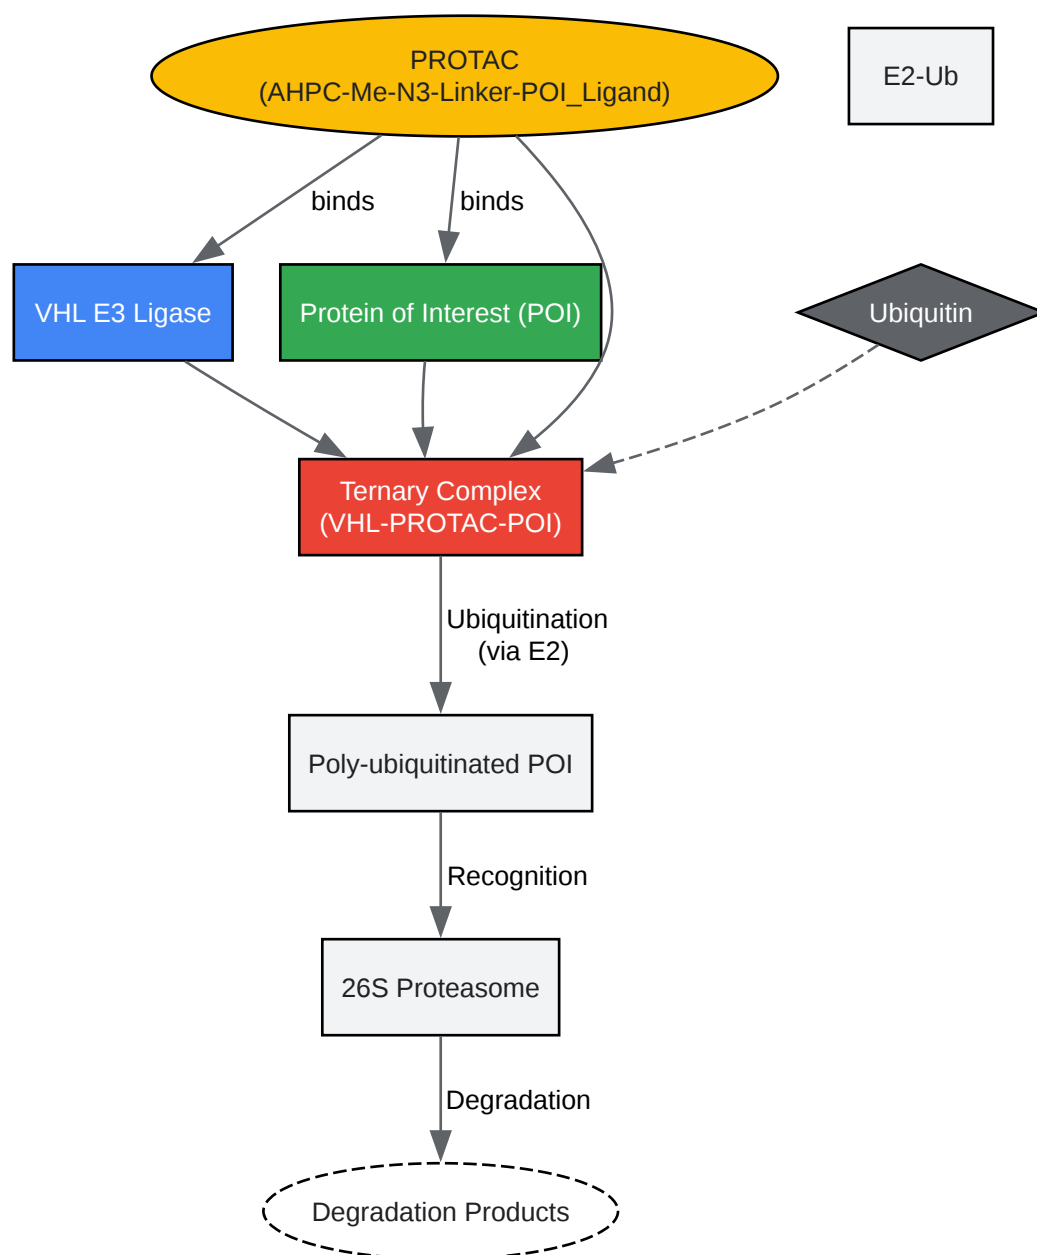 PROTAC
(AHPC-Me-N3-Linker-POI_Ligand)
E2-Ub
binds
binds
VHL E3 Ligase
Protein of Interest (POI)
Ubiquitin
Ternary Complex
(VHL-PROTAC-POI)
Ubiquitination
(via E2)
Poly-ubiquitinated POI
Recognition
26S Proteasome
Degradation
Degradation Products